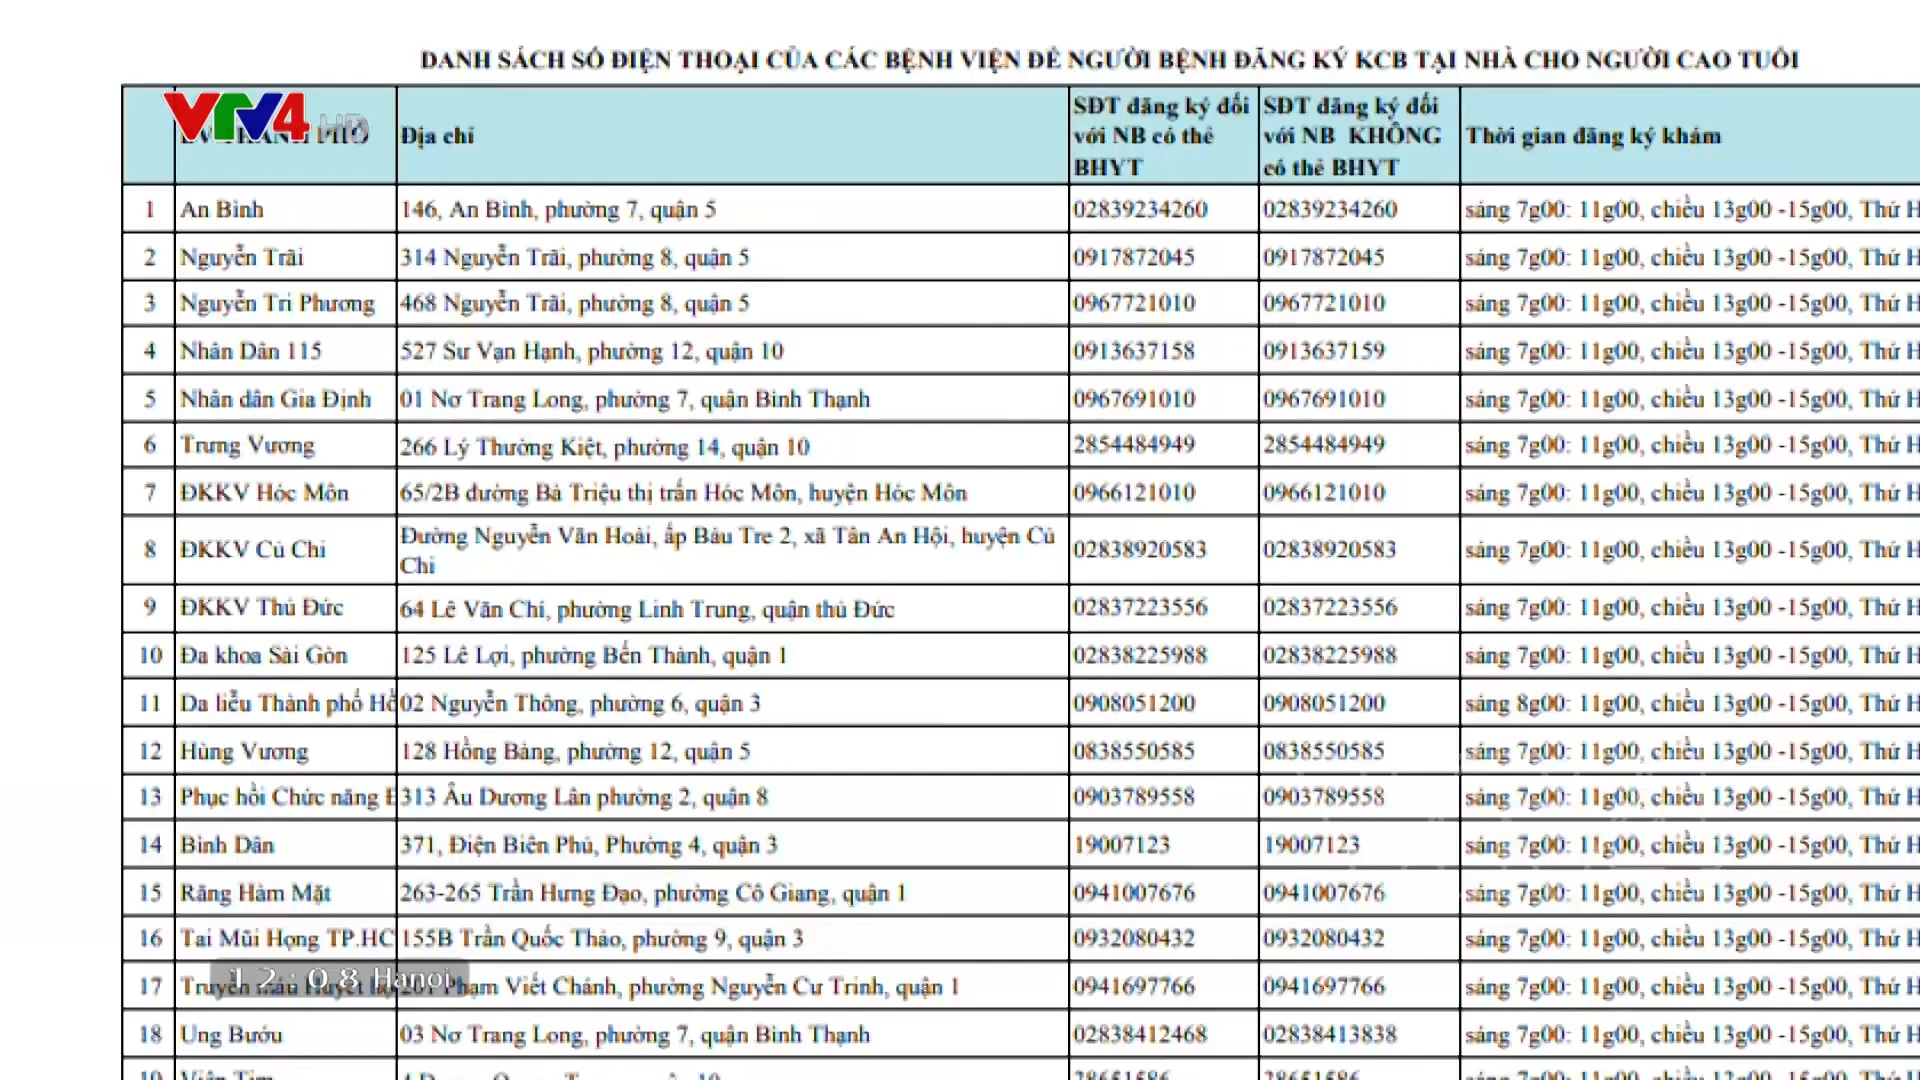 DANH SÁCH SỐ ĐIỆN THOẠI CỦA CÁC BỆNH VIỆN ĐỂ NGƯỜI BỆNH ĐĂNG KÝ KCB TẠI NHÀ CHO NGƯỜI CAO TUỔI
VTV4 HD
PHỐ Địa chỉ SĐT đăng ký đối với NB có thẻ BHYT SĐT đăng ký đối với NB KHÔNG có thẻ BHYT Thời gian đăng ký khám
1 An Bình 146, An Bình, phường 7, quận 5 02839234260 02839234260 sáng 7g00: 11g00, chiều 13g00 -15g00, Thứ H
2 Nguyễn Trãi 314 Nguyễn Trãi, phường 8, quận 5 0917872045 0917872045 sáng 7g00: 11g00, chiều 13g00 -15g00, Thứ H
3 Nguyễn Tri Phương 468 Nguyễn Trãi, phường 8, quận 5 0967721010 0967721010 sáng 7g00: 11g00, chiều 13g00 -15g00, Thứ H
4 Nhân Dân 115 527 Sư Vạn Hạnh, phường 12, quận 10 0913637158 0913637159 sáng 7g00: 11g00, chiều 13g00 -15g00, Thứ H
5 Nhân dân Gia Định 01 Nơ Trang Long, phường 7, quận Bình Thạnh 0967691010 0967691010 sáng 7g00: 11g00, chiều 13g00 -15g00, Thứ H
6 Trưng Vương 266 Lý Thường Kiệt, phường 14, quận 10 2854484949 2854484949 sáng 7g00: 11g00, chiều 13g00 -15g00, Thứ H
7 ĐKKV Hóc Môn 65/2B đường Bà Triệu thị trấn Hóc Môn, huyện Hóc Môn 0966121010 0966121010 sáng 7g00: 11g00, chiều 13g00 -15g00, Thứ H
8 ĐKKV Củ Chi Đường Nguyễn Văn Hoài, ấp Bàu Tre 2, xã Tân An Hội, huyện Củ Chi 02838920583 02838920583 sáng 7g00: 11g00, chiều 13g00 -15g00, Thứ H
9 ĐKKV Thủ Đức 64 Lê Văn Chí, phường Linh Trung, quận thủ Đức 02837223556 02837223556 sáng 7g00: 11g00, chiều 13g00 -15g00, Thứ H
10 Đa khoa Sài Gòn 125 Lê Lợi, phường Bến Thành, quận 1 02838225988 02838225988 sáng 7g00: 11g00, chiều 13g00 -15g00, Thứ H
11 Da liễu Thành phố Hồ 02 Nguyễn Thông, phường 6, quận 3 0908051200 0908051200 sáng 8g00: 11g00, chiều 13g00 -15g00, Thứ H
12 Hùng Vương 128 Hồng Bàng, phường 12, quận 5 0838550585 0838550585 sáng 7g00: 11g00, chiều 13g00 -15g00, Thứ H
13 Phục hồi Chức năng 313 Âu Dương Lân phường 2, quận 8 0903789558 0903789558 sáng 7g00: 11g00, chiều 13g00 -15g00, Thứ H
14 Bình Dân 371, Điện Biên Phủ, Phường 4, quận 3 19007123 19007123 sáng 7g00: 11g00, chiều 13g00 -15g00, Thứ H
15 Răng Hàm Mặt 263-265 Trần Hưng Đạo, phường Cô Giang, quận 1 0941007676 0941007676 sáng 7g00: 11g00, chiều 13g00 -15g00, Thứ H
16 Tai Mũi Họng TP.HC 155B Trần Quốc Thảo, phường 9, quận 3 0932080432 0932080432 sáng 7g00: 11g00, chiều 13g00 -15g00, Thứ H
12:08 Hanoi
17 Truyền máu Huyết 201 Phạm Viết Chánh, phường Nguyễn Cư Trinh, quận 1 0941697766 0941697766 sáng 7g00: 11g00, chiều 13g00 -15g00, Thứ H
18 Ung Bướu 03 Nơ Trang Long, phường 7, quận Bình Thạnh 02838412468 02838413838 sáng 7g00: 11g00, chiều 13g00 -15g00, Thứ H